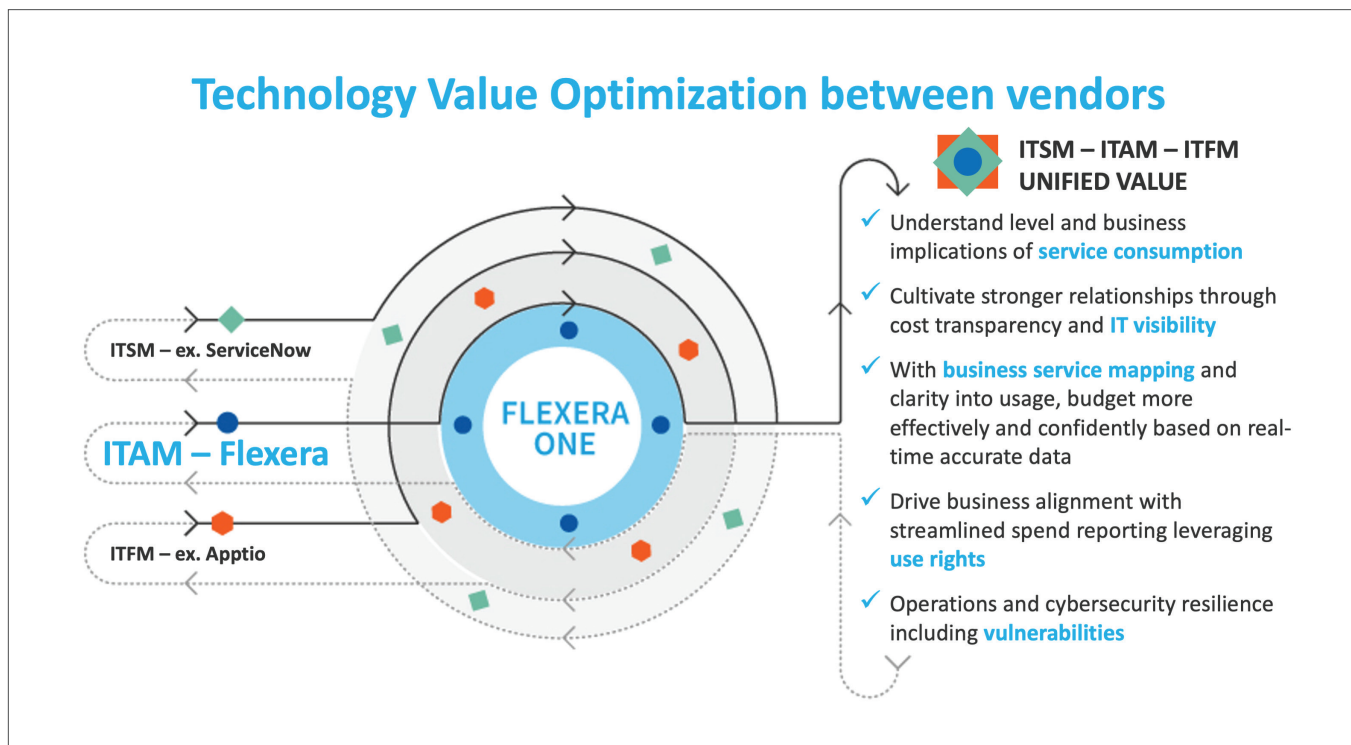 Technology Value Optimization between vendors
ITSM – ITAM – ITFM
UNIFIED VALUE
ITSM – ex. ServiceNow
ITAM – Flexera
ITFM – ex. Apptio
FLEXERA
ONE
✓ Understand level and business
implications of service consumption
✓ Cultivate stronger relationships through
cost transparency and IT visibility
✓ With business service mapping and
clarity into usage, budget more
effectively and confidently based on real-
time accurate data
✓ Drive business alignment with
streamlined spend reporting leveraging
use rights
✓ Operations and cybersecurity resilience
including vulnerabilities